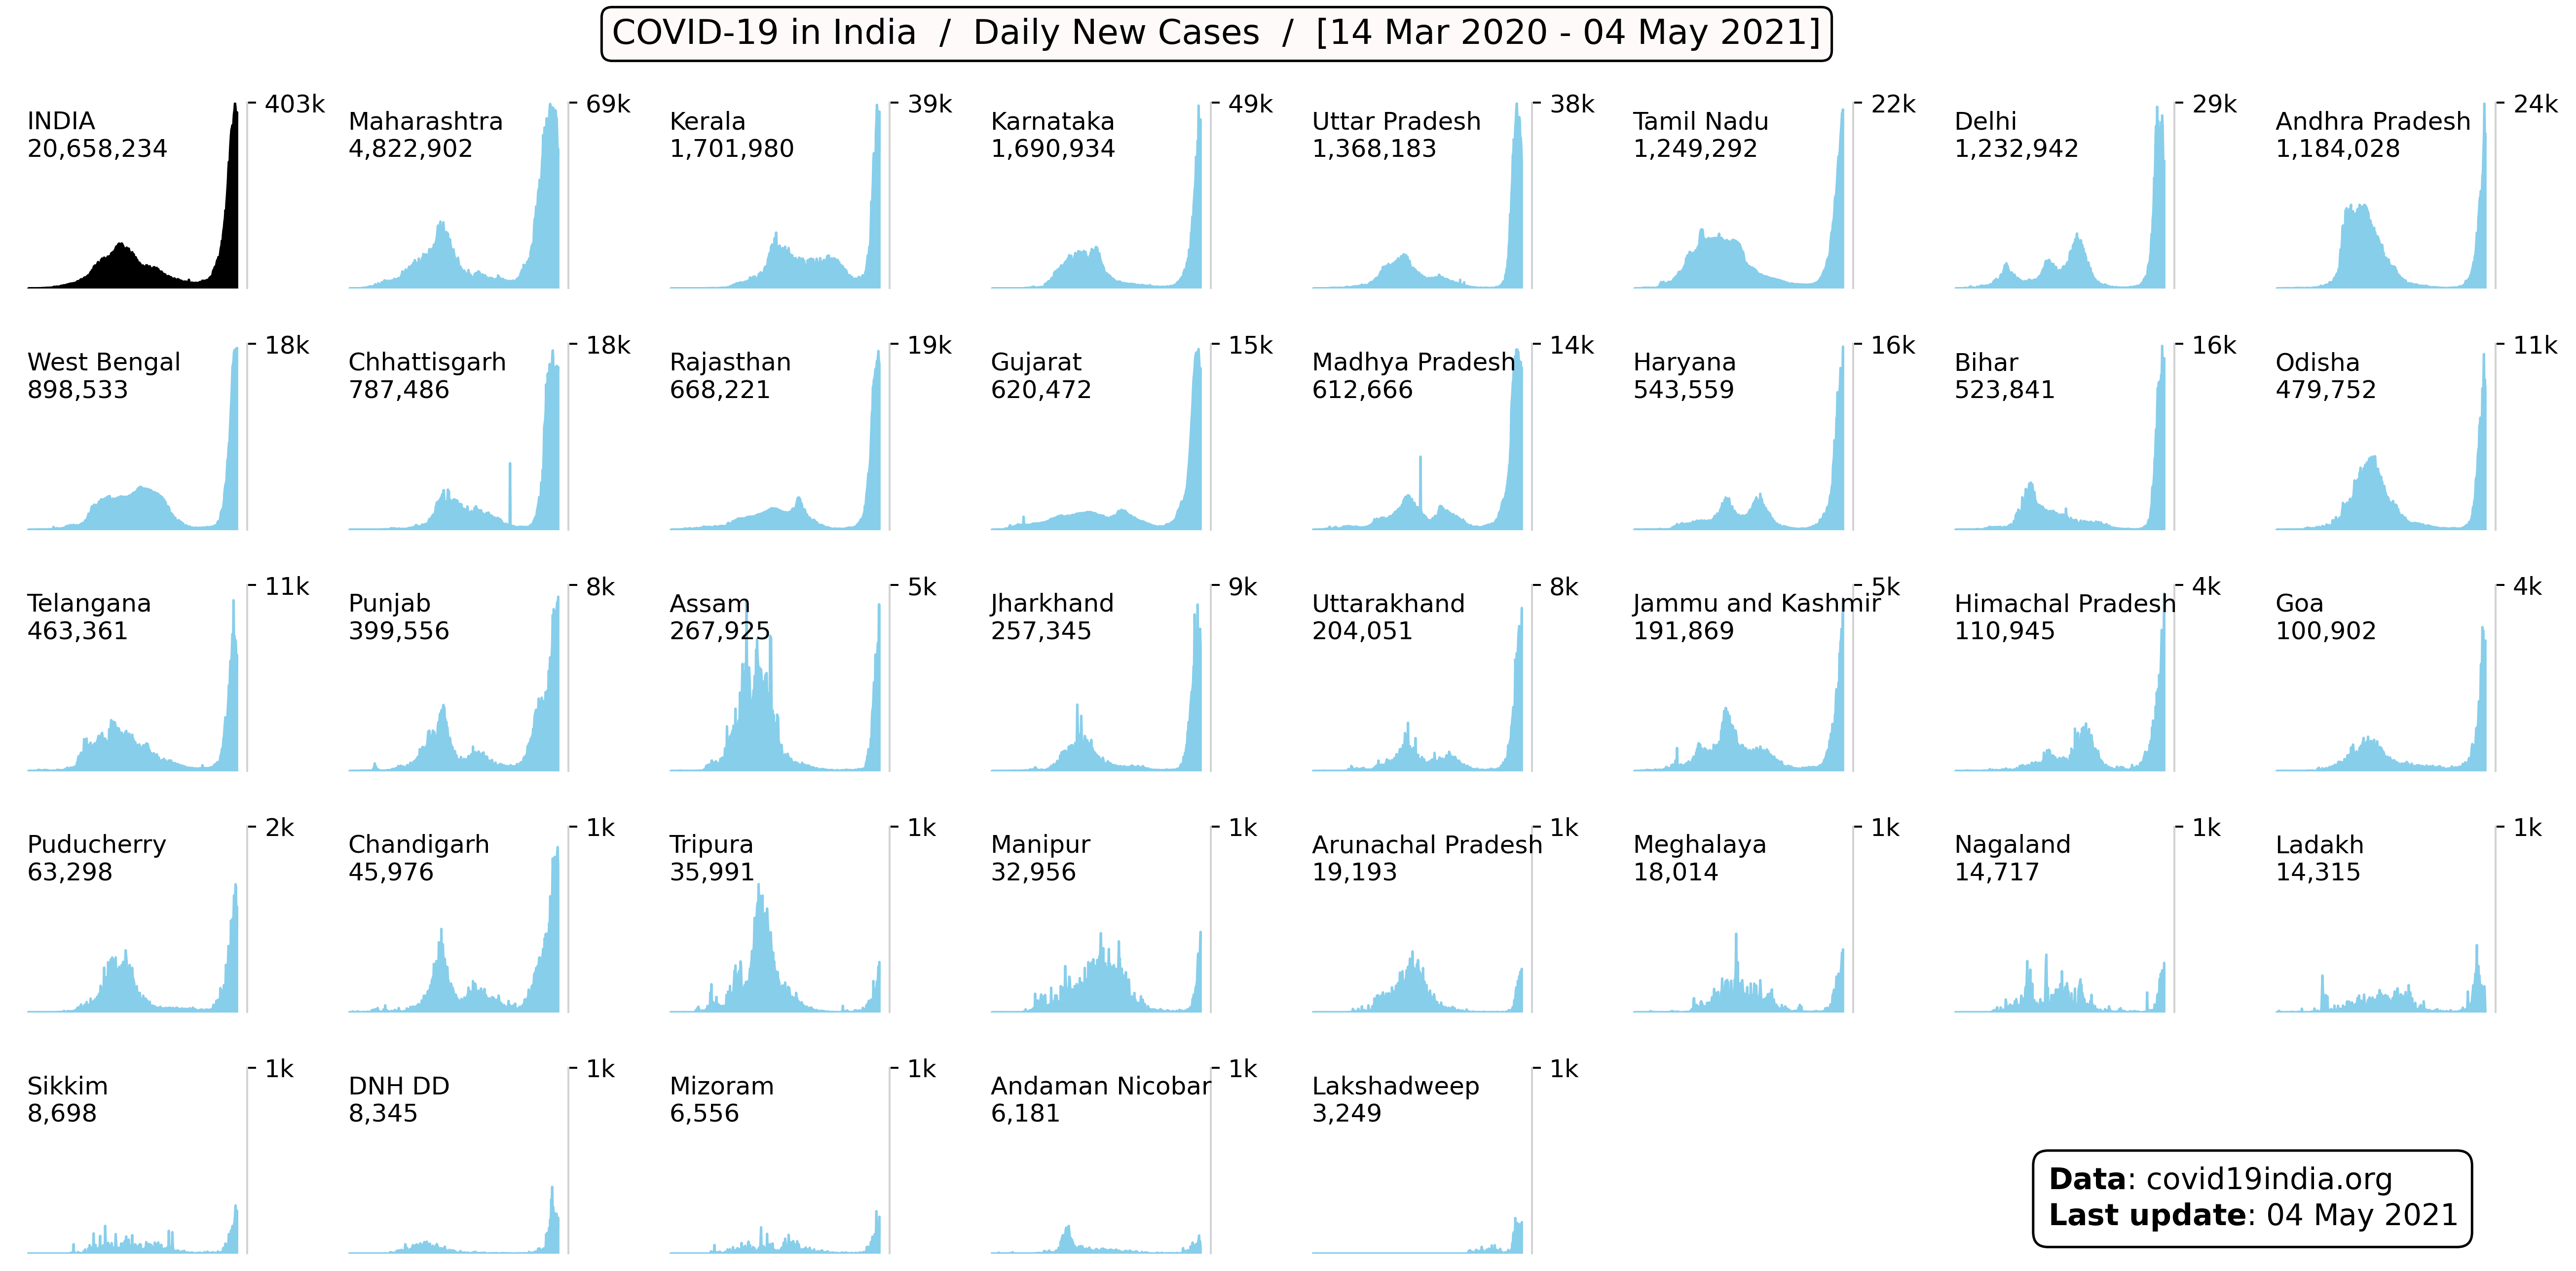 COVID-19 in India / Daily New Cases / [14 Mar 2020 - 04 May 2021]
INDIA
20,658,234
403k
Maharashtra
4,822,902
69k
Kerala
1,701,980
39k
Karnataka
1,690,934
49k
Uttar Pradesh
1,368,183
38k
Tamil Nadu
1,249,292
22k
Delhi
1,232,942
29k
Andhra Pradesh
1,184,028
24k
West Bengal
898,533
18k
Chhattisgarh
787,486
18k
Rajasthan
668,221
19k
Gujarat
620,472
15k
Madhya Pradesh
612,666
14k
Haryana
543,559
16k
Bihar
523,841
16k
Odisha
479,752
11k
Telangana
463,361
11k
Punjab
399,556
8k
Assam
267,925
5k
Jharkhand
257,345
9k
Uttarakhand
204,051
8k
Jammu and Kashmir
191,869
5k
Himachal Pradesh
110,945
4k
Goa
100,902
4k
Puducherry
63,298
2k
Chandigarh
45,976
1k
Tripura
35,991
1k
Manipur
32,956
1k
Arunachal Pradesh
19,193
1k
Meghalaya
18,014
1k
Nagaland
14,717
1k
Ladakh
14,315
1k
Sikkim
8,698
1k
DNH DD
8,345
1k
Mizoram
6,556
1k
Andaman Nicobar
6,181
1k
Lakshadweep
3,249
1k
Data: covid19india.org
Last update: 04 May 2021